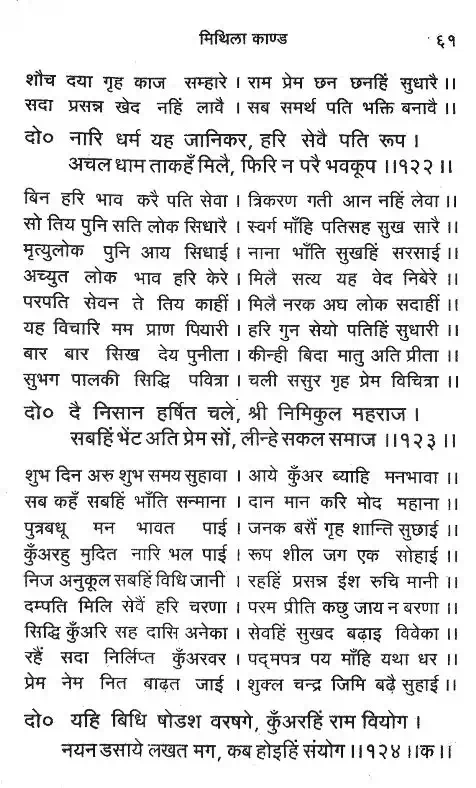 मिथिला काण्ड ६१
शौच दया गृह काज सम्हारे । राम प्रेम छन छनहिं सुधारै ।।
सदा प्रसन्न खेद नहिं लावै । सब समर्थ पति भक्ति बनावै ।।
दो० नारि धर्म यह जानिकर, हरि सेवै पति रूप ।
अचल धाम ताकहँ मिलै, फिरि न परै भवकूप ।।१२२।।
बिन हरि भाव करै पति सेवा । त्रिकरण गती आन नहिं लेवा ।।
सो तिय पुनि सति लोक सिधारै । स्वर्ग माँहि पतिसह सुख सारै ।।
मृत्युलोक पुनि आय सिधाई । नाना भाँति सुखहिं सरसाई ।।
अच्युत लोक भाव हरि केरे । मिलै सत्य यह वेद निबेरे ।।
परपति सेवन ते तिय काहीं । मिलै नरक अघ लोक सदाहीं ।।
यह विचारि मम प्राण पियारी । हरि गुन सेयो पतिहिं सुधारी ।।
बार बार सिख देय पुनीता । कीन्ही बिदा मातु अति प्रीता ।।
सुभग पालकी सिद्धि पवित्रा । चली ससुर गृह प्रेम विचित्रा ।।
दो० दै निसान हर्षित चले, श्री निमिकुल महराज ।
सबहिं भेंट अति प्रेम सों, लीन्हे सकल समाज ।।१२३।।
शुभ दिन अरु शुभ समय सुहावा । आये कुँअर ब्याहि मनभावा ।।
सब कहँ सबहिं भाँति सन्माना । दान मान करि मोद महाना ।।
पुत्रबधू मन भावत पाई । जनक बसैं गृह शान्ति सुछाई ।।
कुँअरहु मुदित नारि भल पाई । रूप शील जग एक सोहाई ।।
निज अनुकूल सबहिं विधि जानी । रहहिं प्रसन्न ईश रुचि मानी ।।
दम्पति मिलि सेवैं हरि चरणा । परम प्रीति कछु जाय न बरणा ।।
सिद्धि कुँअरि सह दासि अनेका । सेवहिं सुखद बढ़ाइ विवेका ।।
रहैं सदा निर्लिप्त कुँअरवर । पद्मपत्र पय माँहि यथा धर ।।
प्रेम नेम नित बाढ़त जाई । शुक्ल चन्द्र जिमि बढ़ै सुहाई ।।
दो० यहि बिधि षोडश वरषगे, कुँअरहिं राम वियोग ।
नयन डसाये लखत मग, कब होइहिं संयोग ।।१२४ ।।क।।